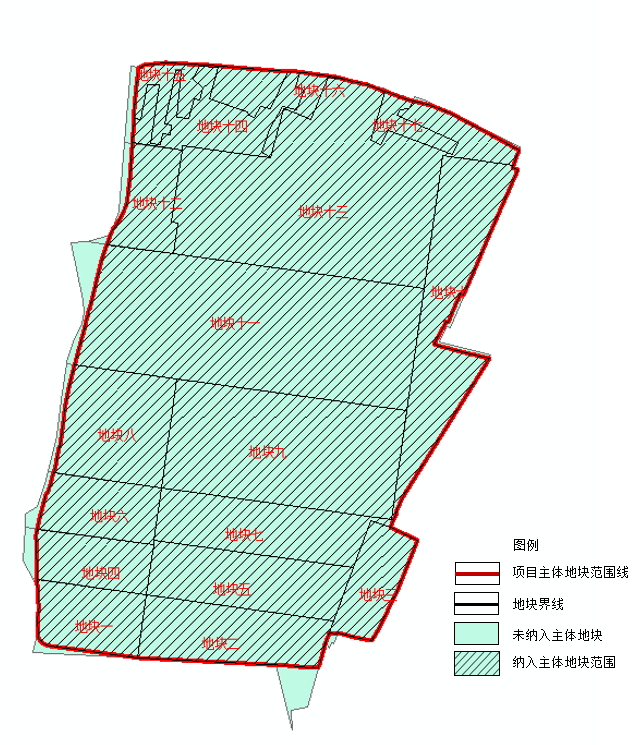 地块十五
地块十六
地块十四
地块十七
地块十二
地块十三
地块十
地块十一
地块八
地块九
地块六
地块七
地块四
地块五
地块三
地块一
地块二
图例
项目主体地块范围线
地块界线
未纳入主体地块
纳入主体地块范围